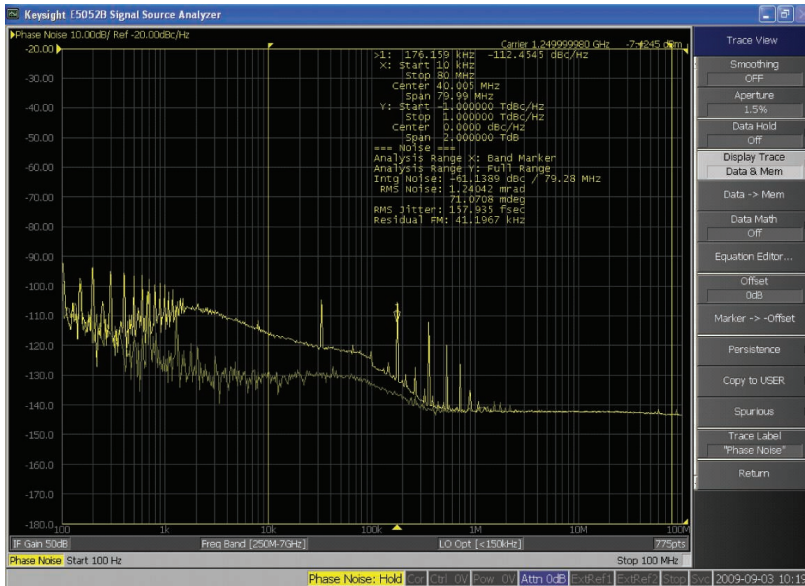 Keysight E5052B Signal Source Analyzer
Phase Noise 10.00dB/ Ref -20.00dBc/Hz
Carrier 1.249999980 GHz -7.4245 dBm
>1: 176.159 kHz -112.4545 dBc/Hz
X: Start 10 kHz
Stop 80 MHz
Center 40.005 MHz
Span 79.99 MHz
Y: Start -1.000000 TdBc/Hz
Stop 1.000000 TdBc/Hz
Center 0.0000 dBc/Hz
Span 2.000000 TdB
=== Noise ===
Analysis Range X: Band Marker
Analysis Range Y: Full Range
Intg Noise: -61.1389 dBc / 79.28 MHz
RMS Noise: 1.24042 mrad
71.0708 mdeg
RMS Jitter: 157.935 fsec
Residual FM: 41.1967 kHz
-20.00
-30.00
-40.00
-50.00
-60.00
-70.00
-80.00
-90.00
-100.0
-110.0
-120.0
-130.0
-140.0
-150.0
-160.0
-170.0
-180.0
100 1k 10k 100k 1M 10M 100M
IF Gain 50dB Freq Band [250M-7GHz] LO Opt [<150kHz] 775pts
Phase Noise Start 100 Hz Stop 100 MHz
Trace View
Smoothing
OFF
Aperture
1.5%
Data Hold
Off
Display Trace
Data & Mem
Data -> Mem
Data Math
Off
Equation Editor...
Offset
0dB
Marker -> -Offset
Persistence
Copy to USER
Spurious
Trace Label
"Phase Noise"
Return
Phase Noise: Hold Cor Ctrl 0V Pow 0V Attn 0dB ExtRef1 ExtRef2 Stop Svc 2009-09-03 10:19